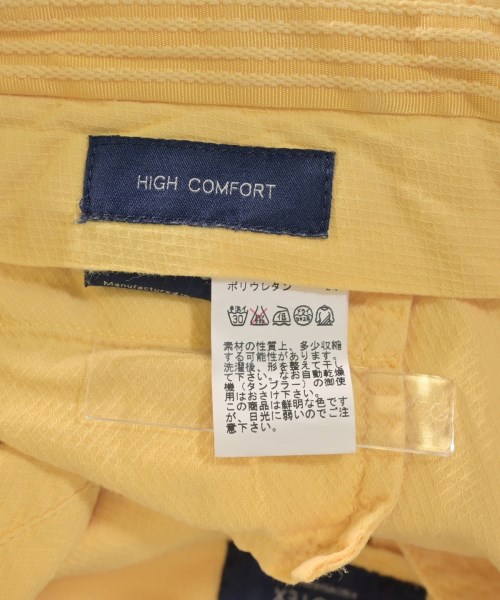 HIGH COMFORT
Manufacture
ポリウレタン
30
低
素材の性質上、多少収縮
する可能性があります。
洗濯後、形を整えて干し
て下さい。なお自動乾燥
機（タンブラー）の御使
用はおさけ下さい。
この商品は鮮明な色です
が、日光に弱いのでご注
意下さい。